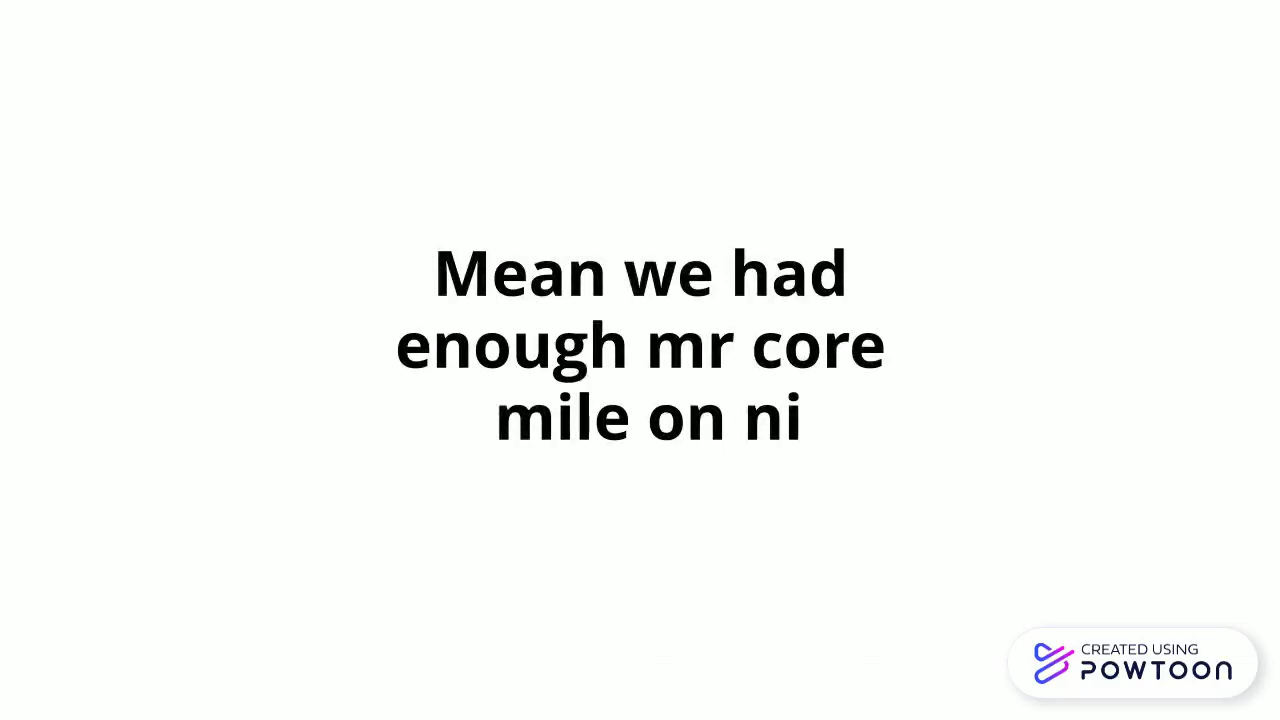 Mean we had
enough mr core
mile on ni
CREATED USING
POWTOON